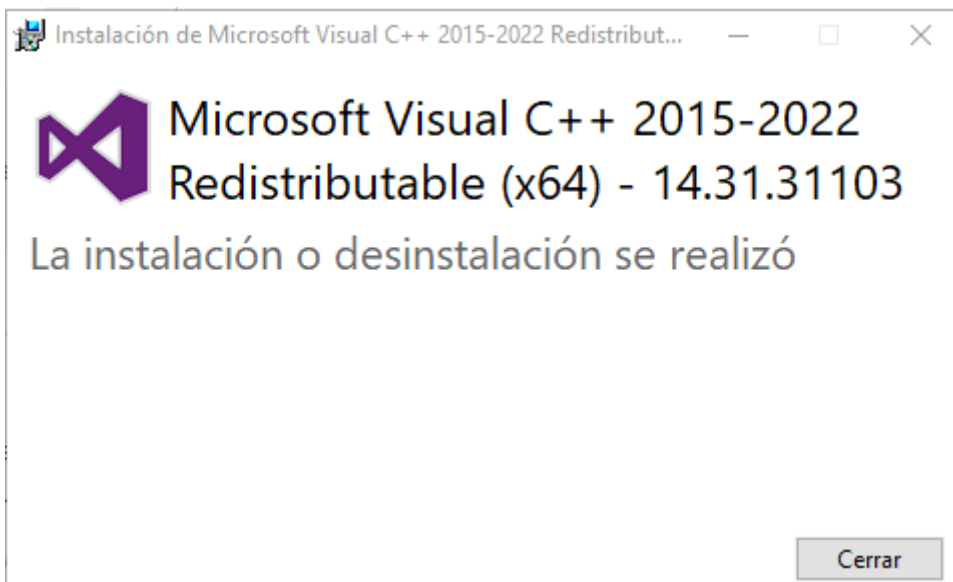 Instalación de Microsoft Visual C++ 2015-2022 Redistribut...
Microsoft Visual C++ 2015-2022
Redistributable (x64) - 14.31.31103
La instalación o desinstalación se realizó
Cerrar